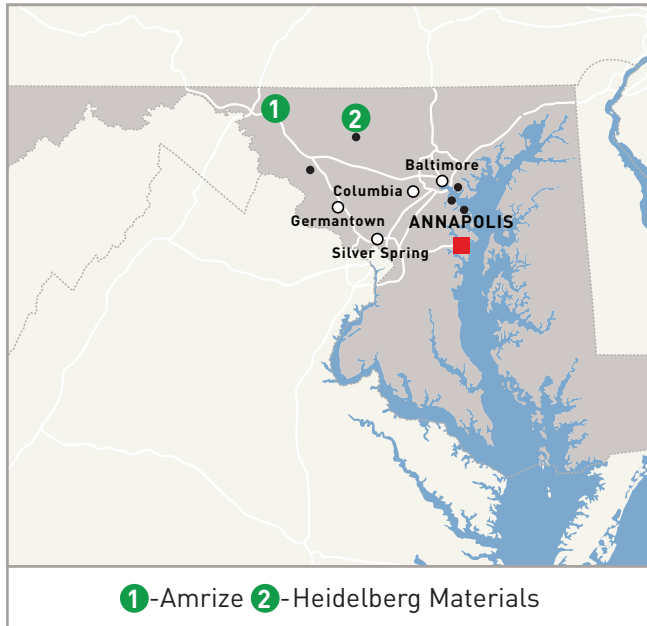 1
2
Baltimore
Columbia
ANNAPOLIS
Germantown
Silver Spring
1-Amrize 2-Heidelberg Materials